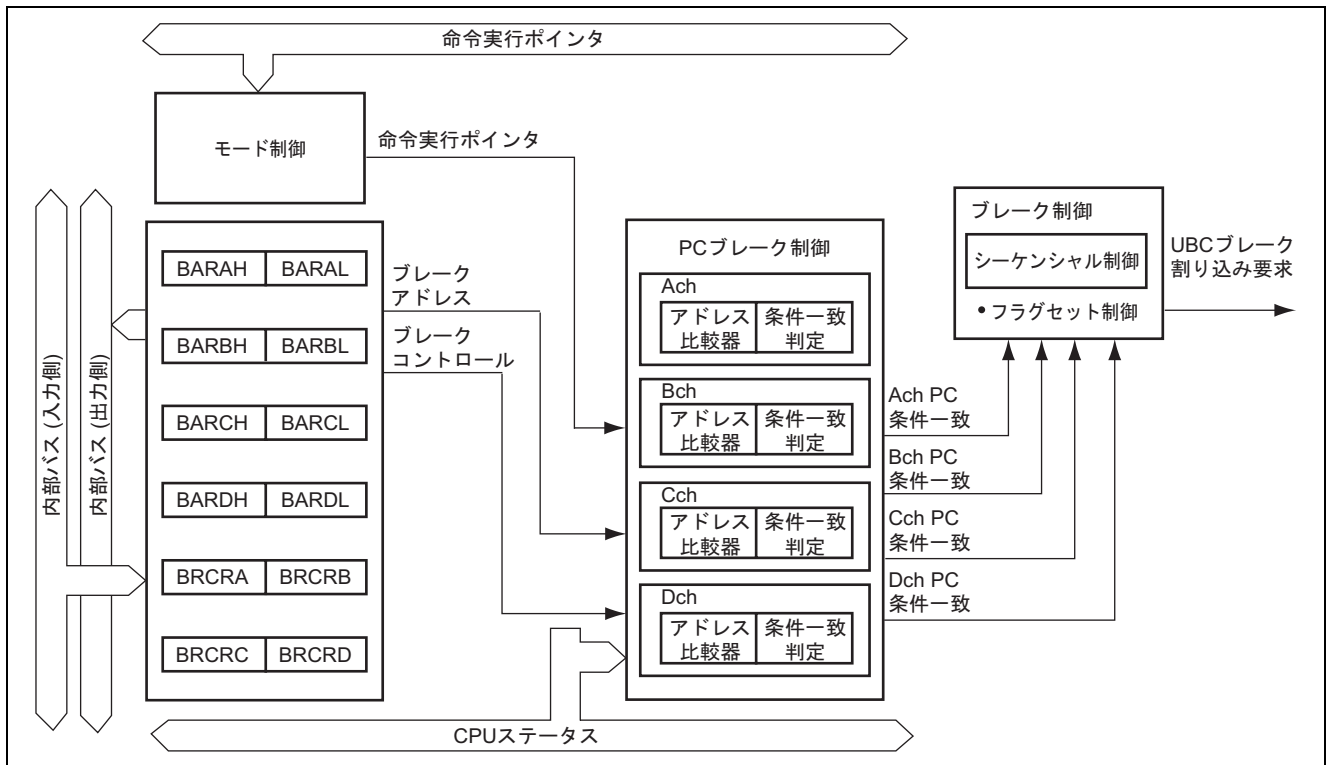 命令実行ポインタ
モード制御
命令実行ポインタ
内部バス (入力側)
内部バス (出力側)
BARAH BARAL
BARBH BARBL
BARCH BARCL
BARDH BARDL
BRCRA BRCRB
BRCRC BRCRD
ブレーク
アドレス
ブレーク
コントロール
PCブレーク制御
Ach
アドレス 条件一致
比較器 判定
Bch
アドレス 条件一致
比較器 判定
Cch
アドレス 条件一致
比較器 判定
Dch
アドレス 条件一致
比較器 判定
Ach PC
条件一致
Bch PC
条件一致
Cch PC
条件一致
Dch PC
条件一致
ブレーク制御
シーケンシャル制御
•フラグセット制御
UBCブレーク
割り込み要求
CPUステータス